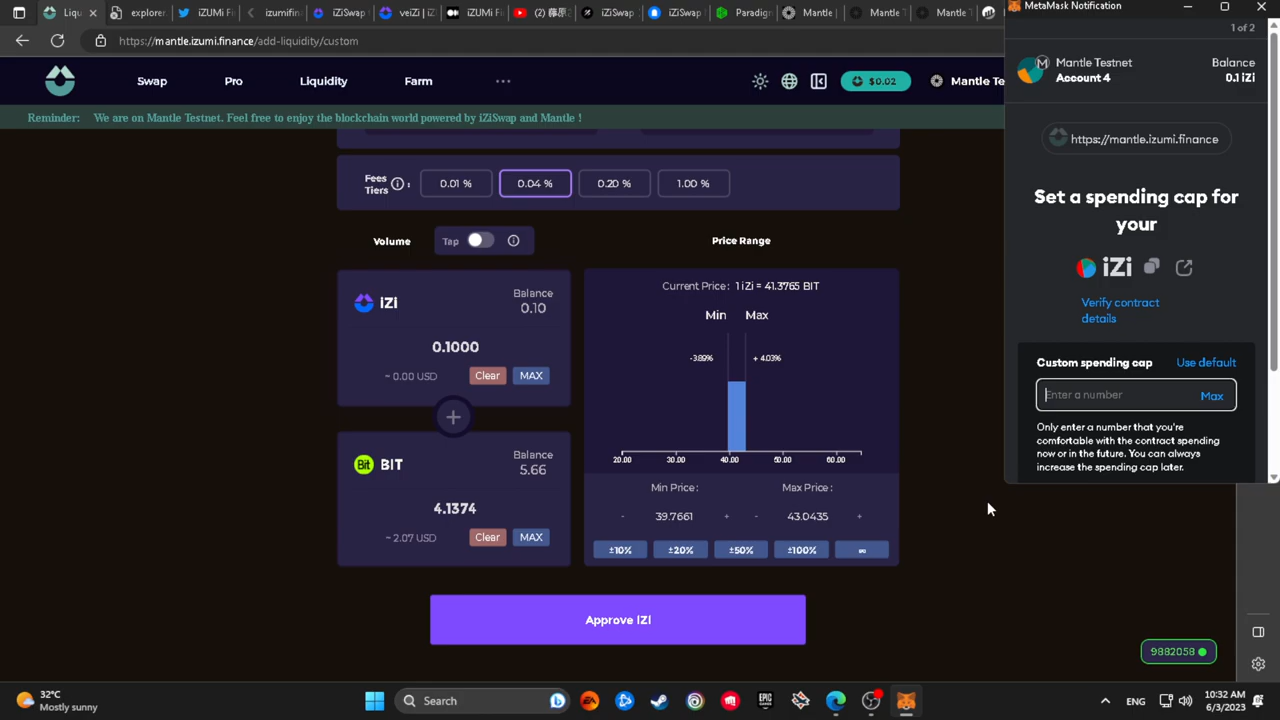 Liqu
explorer
iZUMi Fi
izumifin
iZiSwap
veiZi | iZ
iZUMi Fi
(2) 藤原
iZiSwap
iZiSwap
Paradig
Mantle |
Mantle T
Mantle T
MetaMask Notification
https://mantle.izumi.finance/add-liquidity/custom
1 of 2
Swap
Pro
Liquidity
Farm
$0.02
Mantle Te
Mantle Testnet
Account 4
Balance
0.1 iZi
Reminder: We are on Mantle Testnet. Feel free to enjoy the blockchain world powered by iZiSwap and Mantle !
https://mantle.izumi.finance
Fees
Tiers
:
0.01 %
0.04 %
0.20 %
1.00 %
Set a spending cap for
your
iZi
Verify contract
details
Custom spending cap
Use default
Enter a number
Max
Only enter a number that you're
comfortable with the contract spending
now or in the future. You can always
increase the spending cap later.
Volume
Tap
Price Range
iZi
Balance
0.10
0.1000
~ 0.00 USD
Clear
MAX
+
BIT
Balance
5.66
4.1374
~ 2.07 USD
Clear
MAX
Current Price : 1 iZi = 41.3765 BIT
Min
Max
-3.89%
+ 4.03%
20.00
30.00
40.00
50.00
60.00
Min Price :
Max Price :
- 39.7661 +
- 43.0435 +
±10%
±20%
±50%
±100%
∞
Approve iZi
9882058
32°C
Mostly sunny
Search
ENG
10:32 AM
6/3/2023